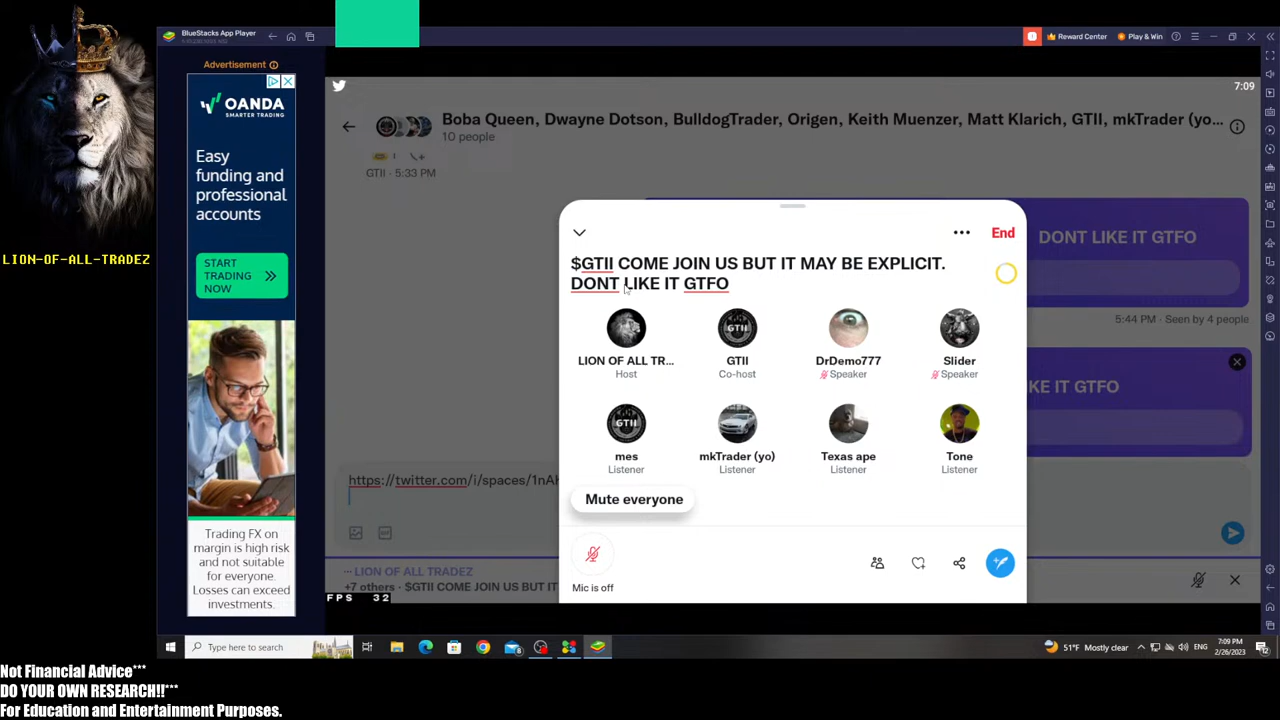 BlueStacks App Player
Reward Center
Play & Win
LION-OF-ALL-TRADEZ
Advertisement
OANDA
SMARTER TRADING
Easy
funding and
professional
accounts
START
TRADING
NOW
Trading FX on
margin is high risk
and not suitable
for everyone.
Losses can exceed
investments.
7:09
Boba Queen, Dwayne Dotson, BulldogTrader, Origen, Keith Muenzer, Matt Klarich, GTII, mkTrader (yo...
10 people
1
GTII - 5:33 PM
DONT LIKE IT GTFO
5:44 PM · Seen by 4 people
KE IT GTFO
https://twitter.com/i/spaces/1nAh
End
$GTII COME JOIN US BUT IT MAY BE EXPLICIT.
DONT LIKE IT GTFO
LION OF ALL TR...
Host
GTII
Co-host
DrDemo777
Speaker
Slider
Speaker
GTII
mes
Listener
mkTrader (yo)
Listener
Texas ape
Listener
Tone
Listener
Mute everyone
Mic is off
LION OF ALL TRADEZ
+7 others · $GTII COME JOIN US BUT IT
FPS 32
Type here to search
51°F Mostly clear
ENG
7:09 PM
2/26/2023
Not Financial Advice***
DO YOUR OWN RESEARCH!!***
For Education and Entertainment Purposes.